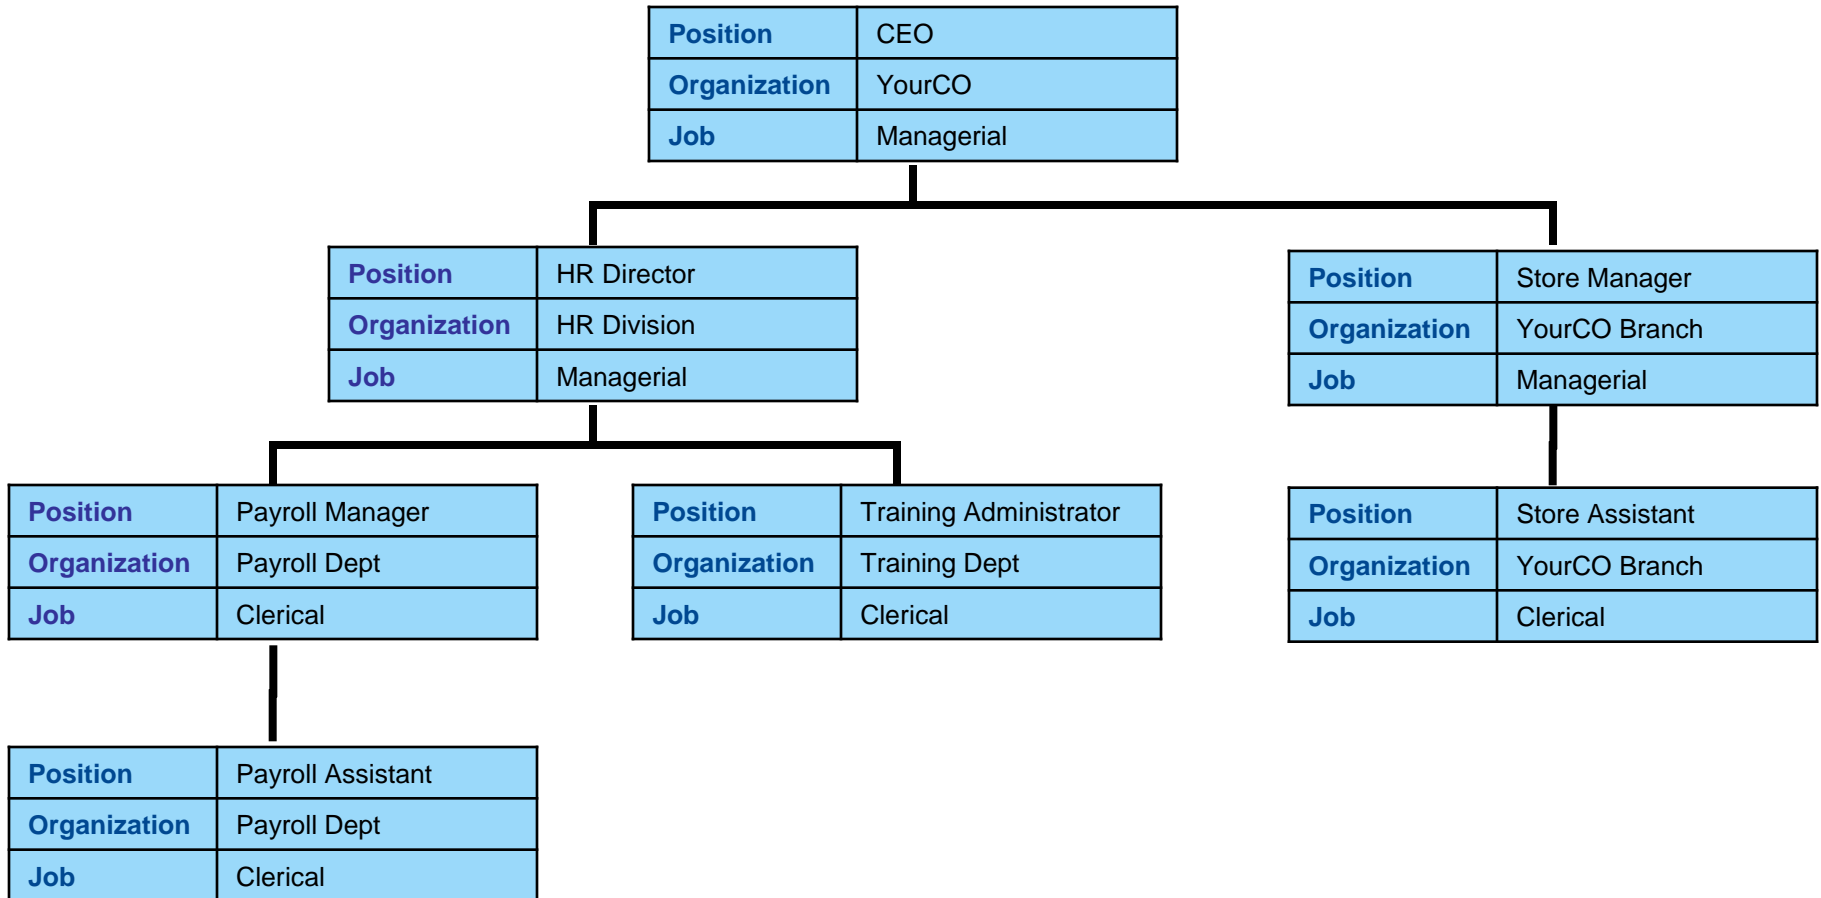 Position CEO
Organization YourCO
Job Managerial
Position HR Director
Organization HR Division
Job Managerial
Position Store Manager
Organization YourCO Branch
Job Managerial
Position Payroll Manager
Organization Payroll Dept
Job Clerical
Position Training Administrator
Organization Training Dept
Job Clerical
Position Store Assistant
Organization YourCO Branch
Job Clerical
Position Payroll Assistant
Organization Payroll Dept
Job Clerical